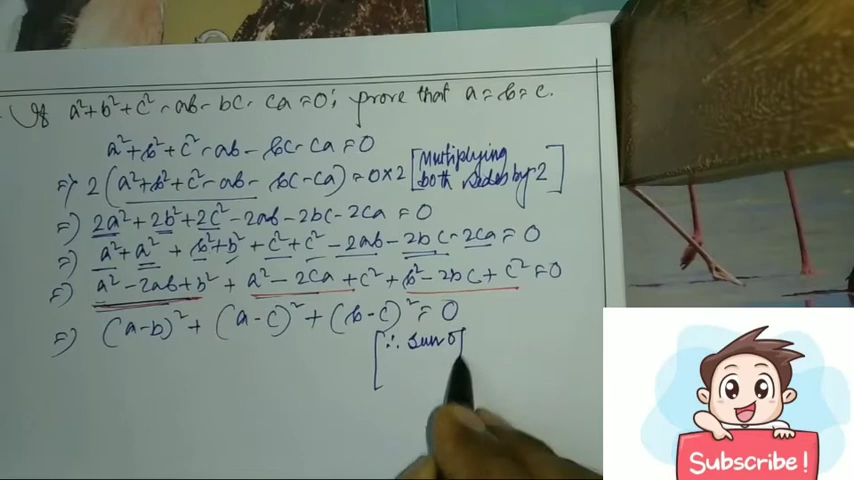 If a²+b²+c²-ab-bc-ca=0; prove that a=b=c.
a²+b²+c²-ab-bc-ca=0
⇒ 2(a²+b²+c²-ab-bc-ca)=0×2 [Multiplying both sides by 2]
⇒) 2a²+2b²+2c²-2ab-2bc-2ca=0
⇒) a²+a²+b²+b²+c²+c²-2ab-2bc-2ca=0
⇒) a²-2ab+b²+a²-2ca+c²+b²-2bc+c²=0
⇒) (a-b)²+(a-c)²+(b-c)²=0
[∴ Sum o
Subscribe!